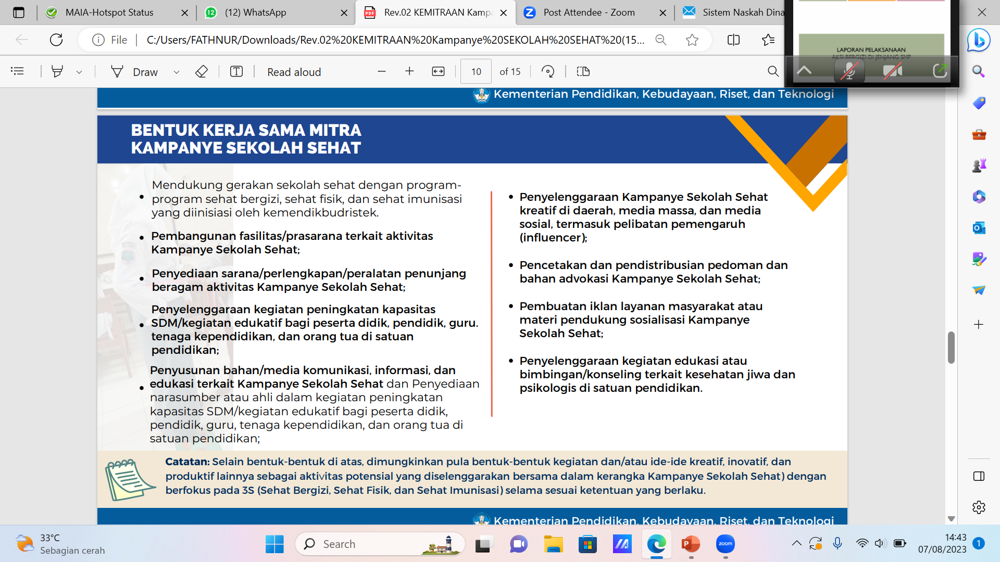 MAIA-Hotspot Status
(12) WhatsApp
Rev.02 KEMITRAAN Kampa
Post Attendee - Zoom
Sistem Naskah Dina
File
C:/Users/FATHNUR/Downloads/Rev.02%20KEMITRAAN%20Kampanye%20SEKOLAH%20SEHAT%20(15...
LAPORAN PELAKSANAAN
AKSI BERGIZI DI JENJANG SMP
Draw
Read aloud
10
of 15
Kementerian Pendidikan, Kebudayaan, Riset, dan Teknologi
BENTUK KERJA SAMA MITRA
KAMPANYE SEKOLAH SEHAT
Mendukung gerakan sekolah sehat dengan program-
program sehat bergizi, sehat fisik, dan sehat imunisasi
yang diinisiasi oleh kemendikbudristek.
Pembangunan fasilitas/prasarana terkait aktivitas
Kampanye Sekolah Sehat;
Penyediaan sarana/perlengkapan/peralatan penunjang
beragam aktivitas Kampanye Sekolah Sehat;
Penyelenggaraan kegiatan peningkatan kapasitas
SDM/kegiatan edukatif bagi peserta didik, pendidik, guru.
tenaga kependidikan, dan orang tua di satuan
pendidikan;
Penyusunan bahan/media komunikasi, informasi, dan
edukasi terkait Kampanye Sekolah Sehat dan Penyediaan
narasumber atau ahli dalam kegiatan peningkatan
kapasitas SDM/kegiatan edukatif bagi peserta didik,
pendidik, guru, tenaga kependidikan, dan orang tua di
satuan pendidikan;
Penyelenggaraan Kampanye Sekolah Sehat
kreatif di daerah, media massa, dan media
sosial, termasuk pelibatan pemengaruh
(influencer);
Pencetakan dan pendistribusian pedoman dan
bahan advokasi Kampanye Sekolah Sehat;
Pembuatan iklan layanan masyarakat atau
materi pendukung sosialisasi Kampanye
Sekolah Sehat;
Penyelenggaraan kegiatan edukasi atau
bimbingan/konseling terkait kesehatan jiwa dan
psikologis di satuan pendidikan.
Catatan: Selain bentuk-bentuk di atas, dimungkinkan pula bentuk-bentuk kegiatan dan/atau ide-ide kreatif, inovatif, dan
produktif lainnya sebagai aktivitas potensial yang diselenggarakan bersama dalam kerangka Kampanye Sekolah Sehat) dengan
berfokus pada 3S (Sehat Bergizi, Sehat Fisik, dan Sehat Imunisasi) selama sesuai ketentuan yang berlaku.
Kementerian Pendidikan, Kebudayaan, Riset, dan Teknologi
33°C
Sebagian cerah
Search
zoom
14:43
07/08/2023
1